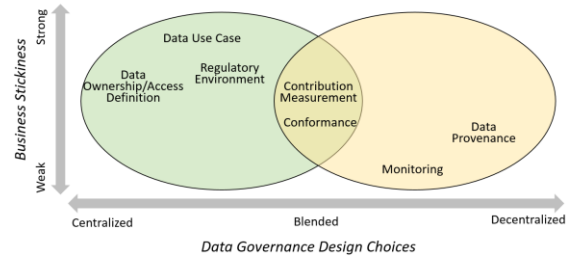 Strong
Business Stickiness
Weak
Data Use Case
Data
Ownership/Access
Definition
Regulatory
Environment
Contribution
Measurement
Conformance
Data
Provenance
Monitoring
Centralized
Blended
Decentralized
Data Governance Design Choices